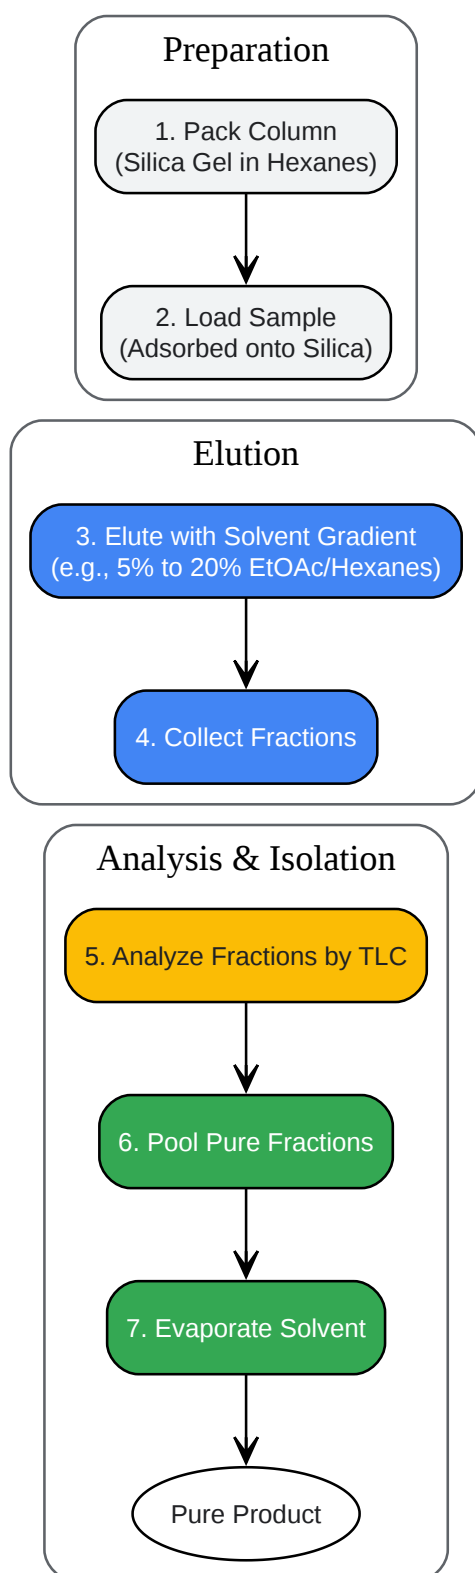 Preparation
1. Pack Column
(Silica Gel in Hexanes)
2. Load Sample
(Adsorbed onto Silica)
Elution
3. Elute with Solvent Gradient
(e.g., 5% to 20% EtOAc/Hexanes)
4. Collect Fractions
Analysis & Isolation
5. Analyze Fractions by TLC
6. Pool Pure Fractions
7. Evaporate Solvent
Pure Product